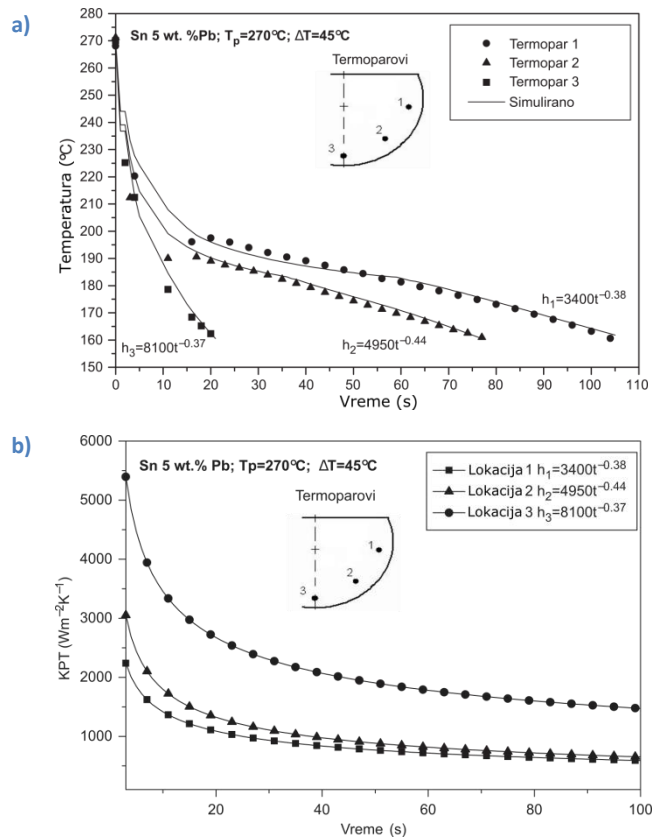 a)
Sn 5 wt. %Pb; Tₚ=270ºC; ΔT=45ºC
Termoparovi
1
2
3
Termopar 1
Termopar 2
Termopar 3
Simulirano
Temperatura (ºC)
280
270
260
250
240
230
220
210
200
190
180
170
160
150
h₁=3400t⁻⁰·³⁸
h₂=4950t⁻⁰·⁴⁴
h₃=8100t⁻⁰·³⁷
0 10 20 30 40 50 60 70 80 90 100 110
Vreme (s)
b)
Sn 5 wt.% Pb; Tp=270ºC; ΔT=45ºC
Termoparovi
1
2
3
Lokacija 1 h₁=3400t⁻⁰·³⁸
Lokacija 2 h₂=4950t⁻⁰·⁴⁴
Lokacija 3 h₃=8100t⁻⁰·³⁷
KPT (Wm⁻²K⁻¹)
6000
5000
4000
3000
2000
1000
20 40 60 80 100
Vreme (s)